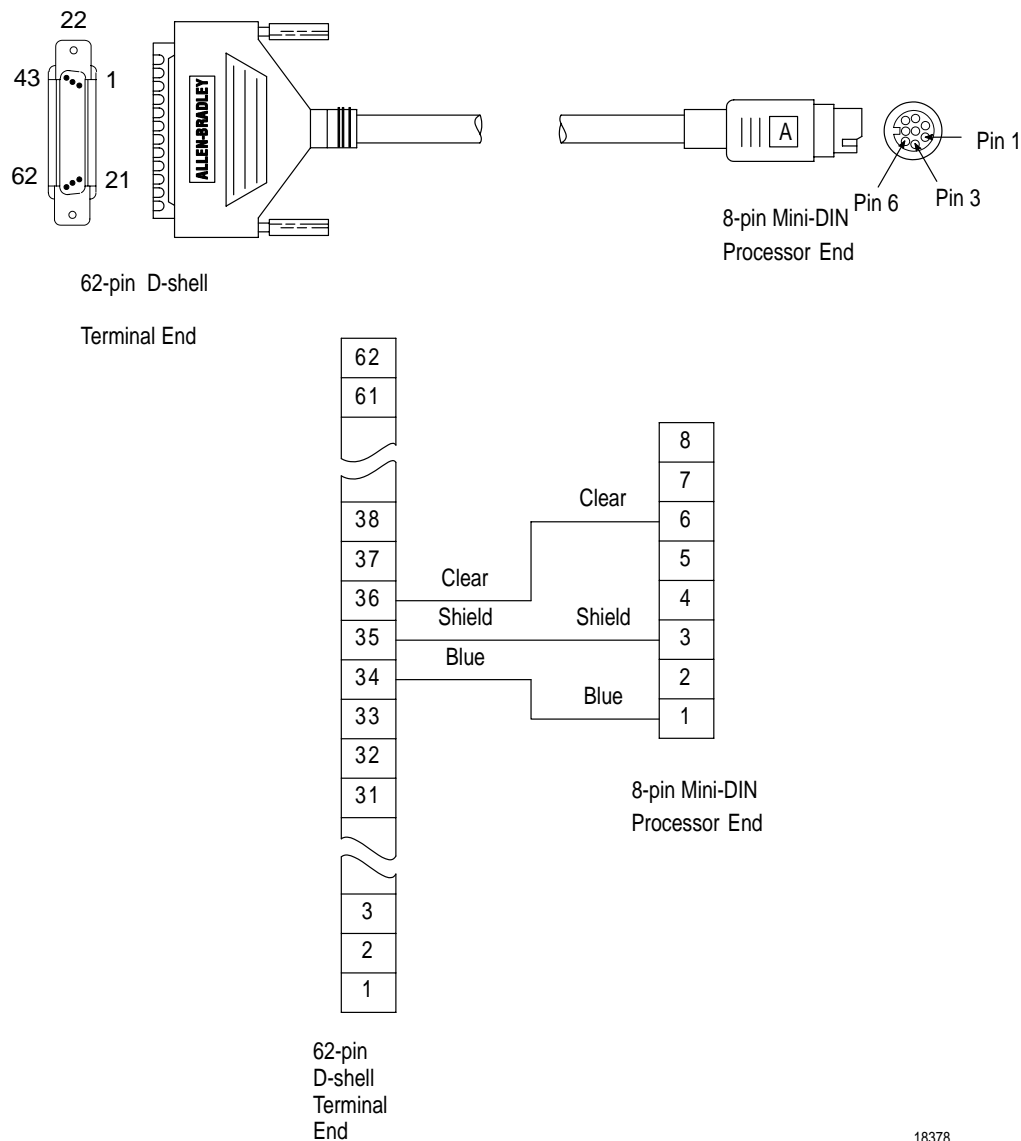 22
43
1
62
21
ALLEN-BRADLEY
A
Pin 1
Pin 6
Pin 3
8-pin Mini-DIN
Processor End
62-pin D-shell
Terminal End
62
61
38
37
36
35
34
33
32
31
3
2
1
Clear
Clear
Shield
Shield
Blue
Blue
8
7
6
5
4
3
2
1
8-pin Mini-DIN
Processor End
62-pin
D-shell
Terminal
End
18378